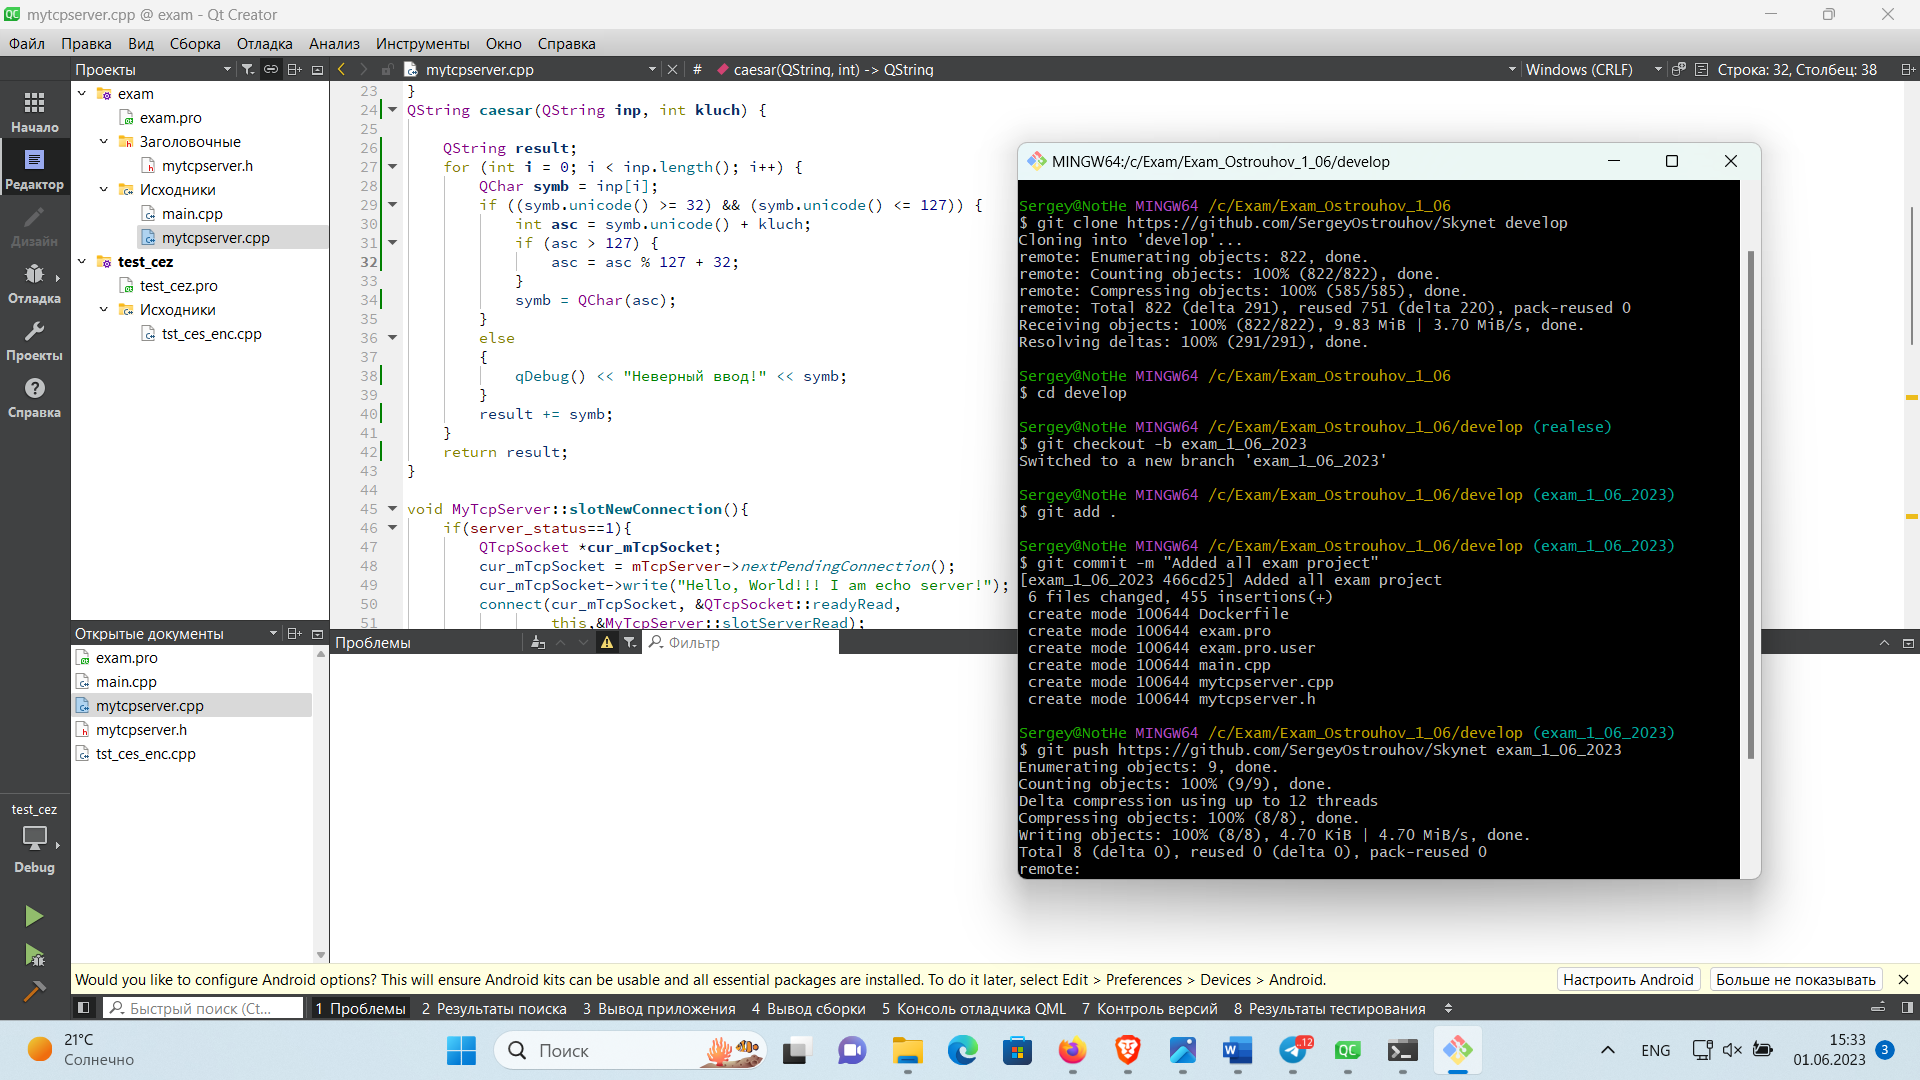 mytcpserver.cpp @ exam - Qt Creator
Файл Правка Вид Сборка Отладка Анализ Инструменты Окно Справка
Проекты
mytcpserver.cpp
# caesar(QString, int) -> QString
Windows (CRLF)
Строка: 32, Столбец: 38
Начало
Редактор
Дизайн
Отладка
Проекты
Справка
test_cez
Debug
exam
exam.pro
Заголовочные
mytcpserver.h
Исходники
main.cpp
mytcpserver.cpp
test_cez
test_cez.pro
Исходники
tst_ces_enc.cpp
Открытые документы
exam.pro
main.cpp
mytcpserver.cpp
mytcpserver.h
tst_ces_enc.cpp
23 }
24 QString caesar(QString inp, int kluch) {
25
26 QString result;
27 for (int i = 0; i < inp.length(); i++) {
28 QChar symb = inp[i];
29 if ((symb.unicode() >= 32) && (symb.unicode() <= 127)) {
30 int asc = symb.unicode() + kluch;
31 if (asc > 127) {
32 asc = asc % 127 + 32;
33 }
34 symb = QChar(asc);
35 }
36 else
37 {
38 qDebug() << "Неверный ввод!" << symb;
39 }
40 result += symb;
41 }
42 return result;
43 }
44
45 void MyTcpServer::slotNewConnection(){
46 if(server_status==1){
47 QTcpSocket *cur_mTcpSocket;
48 cur_mTcpSocket = mTcpServer->nextPendingConnection();
49 cur_mTcpSocket->write("Hello, World!!! I am echo server!");
50 connect(cur_mTcpSocket, &QTcpSocket::readyRead,
51 this,&MyTcpServer::slotServerRead);
Проблемы
Фильтр
MINGW64:/c/Exam/Exam_Ostrouhov_1_06/develop
Sergey@NotHe MINGW64 /c/Exam/Exam_Ostrouhov_1_06
$ git clone https://github.com/SergeyOstrouhov/Skynet develop
Cloning into 'develop'...
remote: Enumerating objects: 822, done.
remote: Counting objects: 100% (822/822), done.
remote: Compressing objects: 100% (585/585), done.
remote: Total 822 (delta 291), reused 751 (delta 220), pack-reused 0
Receiving objects: 100% (822/822), 9.83 MiB | 3.70 MiB/s, done.
Resolving deltas: 100% (291/291), done.
Sergey@NotHe MINGW64 /c/Exam/Exam_Ostrouhov_1_06
$ cd develop
Sergey@NotHe MINGW64 /c/Exam/Exam_Ostrouhov_1_06/develop (realese)
$ git checkout -b exam_1_06_2023
Switched to a new branch 'exam_1_06_2023'
Sergey@NotHe MINGW64 /c/Exam/Exam_Ostrouhov_1_06/develop (exam_1_06_2023)
$ git add .
Sergey@NotHe MINGW64 /c/Exam/Exam_Ostrouhov_1_06/develop (exam_1_06_2023)
$ git commit -m "Added all exam project"
[exam_1_06_2023 466cd25] Added all exam project
6 files changed, 455 insertions(+)
create mode 100644 Dockerfile
create mode 100644 exam.pro
create mode 100644 exam.pro.user
create mode 100644 main.cpp
create mode 100644 mytcpserver.cpp
create mode 100644 mytcpserver.h
Sergey@NotHe MINGW64 /c/Exam/Exam_Ostrouhov_1_06/develop (exam_1_06_2023)
$ git push https://github.com/SergeyOstrouhov/Skynet exam_1_06_2023
Enumerating objects: 9, done.
Counting objects: 100% (9/9), done.
Delta compression using up to 12 threads
Compressing objects: 100% (8/8), done.
Writing objects: 100% (8/8), 4.70 KiB | 4.70 MiB/s, done.
Total 8 (delta 0), reused 0 (delta 0), pack-reused 0
remote:
Would you like to configure Android options? This will ensure Android kits can be usable and all essential packages are installed. To do it later, select Edit > Preferences > Devices > Android.
Настроить Android
Больше не показывать
Быстрый поиск (Ct...
1 Проблемы 2 Результаты поиска 3 Вывод приложения 4 Вывод сборки 5 Консоль отладчика QML 7 Контроль версий 8 Результаты тестирования
21°C
Солнечно
Поиск
12
QC
ENG
15:33
01.06.2023
3